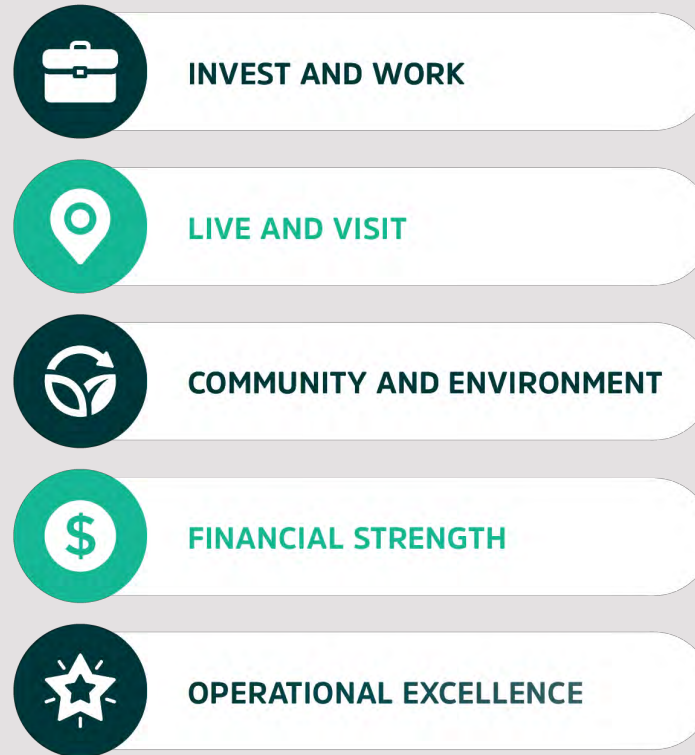 INVEST AND WORK
LIVE AND VISIT
COMMUNITY AND ENVIRONMENT
$
FINANCIAL STRENGTH
OPERATIONAL EXCELLENCE